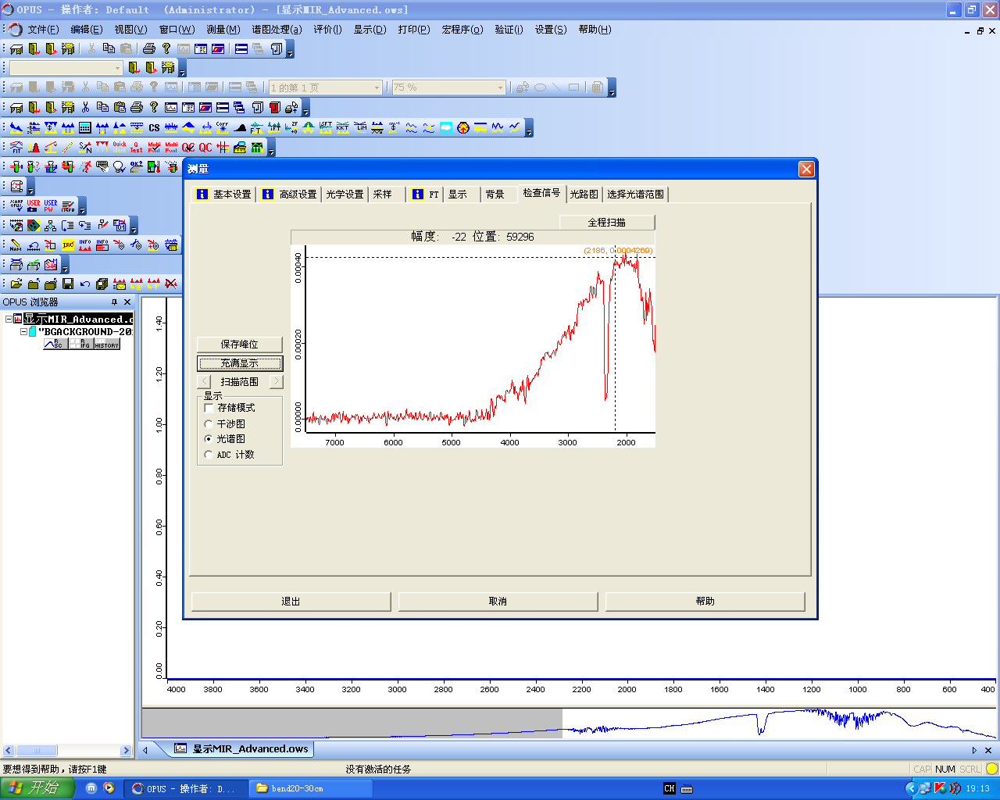 OPUS - 操作者: Default (Administrator) - [显示MIR_Advanced.ows]
文件(F) 编辑(E) 视图(V) 窗口(W) 测量(M) 谱图处理(a) 评价(l) 显示(D) 打印(P) 宏程序(o) 验证(i) 设置(S) 帮助(H)
1 的第 1 页 75 %
CS
QC QC
测量
基本设置 高级设置 光学设置 采样 FT 显示 背景 检查信号 光路图 选择光谱范围
全程扫描
幅度: -22 位置: 59296
(2186, 0.0004269)
0.00040
0.00020
0.00000
7000 6000 5000 4000 3000 2000
保存峰位
充满显示
< 扫描范围 >
显示
存储模式
干涉图
光谱图
ADC 计数
退出 取消 帮助
OPUS 浏览器
显示MIR_Advanced.o
"BGACKGROUND-20
R SC R IFG HISTORY
1.40
1.20
1.00
0.80
0.60
0.40
0.20
0.00
4000 3800 3600 3400 3200 3000 2800 2600 2400 2200 2000 1800 1600 1400 1200 1000 800 600 400
显示MIR_Advanced.ows
要想得到帮助，请按F1键 没有激活的任务 CAP NUM SCRL
开始 OPUS - 操作者: D... bend20-30cm CH 19:13